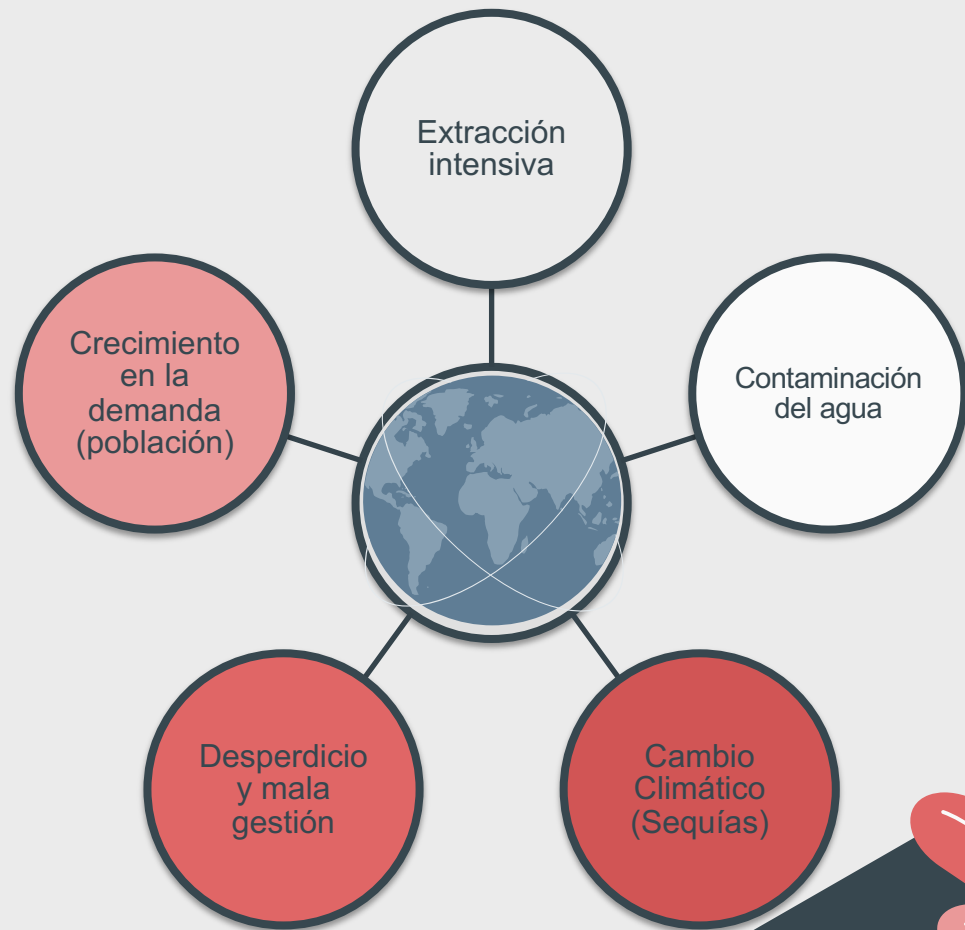 Extracción
intensiva
Contaminación
del agua
Cambio
Climático
(Sequías)
Desperdicio
y mala
gestión
Crecimiento
en la
demanda
(población)